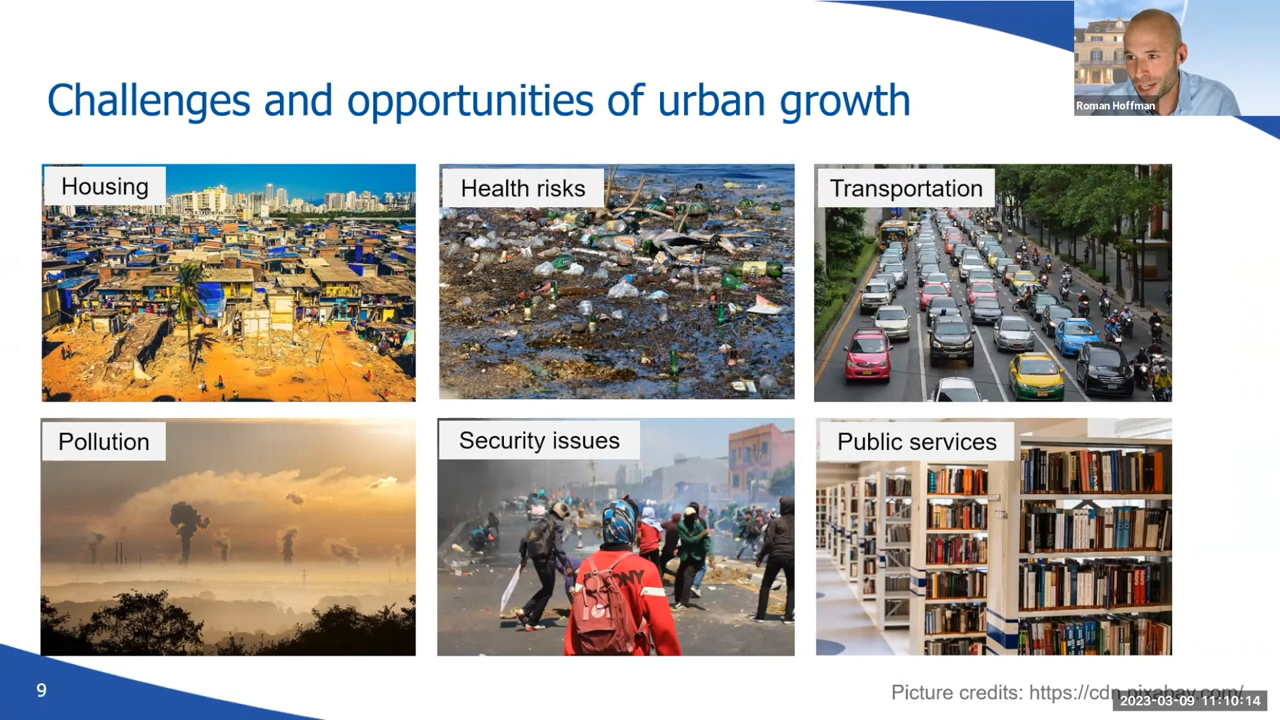 Challenges and opportunities of urban growth
Roman Hoffman
Housing
Health risks
Transportation
Pollution
Security issues
Public services
9
Picture credits: https://cdn.pixabay.com/
2023-03-09 11:10:14